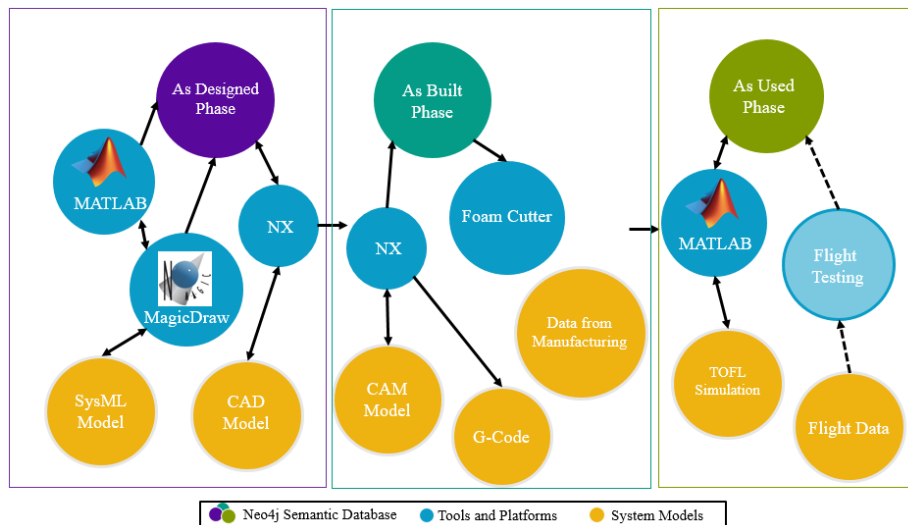 As Designed
Phase
MATLAB
NX
MagicDraw
SysML
Model
CAD
Model
As Built
Phase
Foam Cutter
NX
Data from
Manufacturing
CAM
Model
G-Code
As Used
Phase
MATLAB
Flight
Testing
TOFL
Simulation
Flight Data
Neo4j Semantic Database
Tools and Platforms
System Models